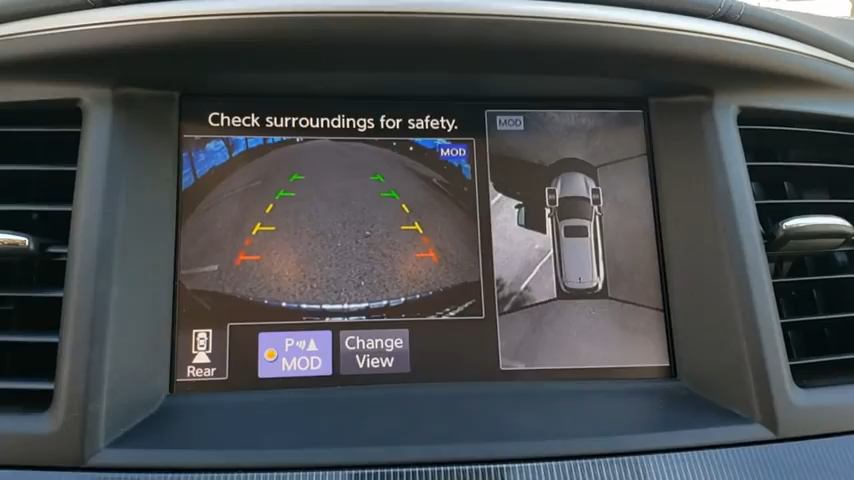 Check surroundings for safety.
MOD
MOD
Rear
P
MOD
Change
View